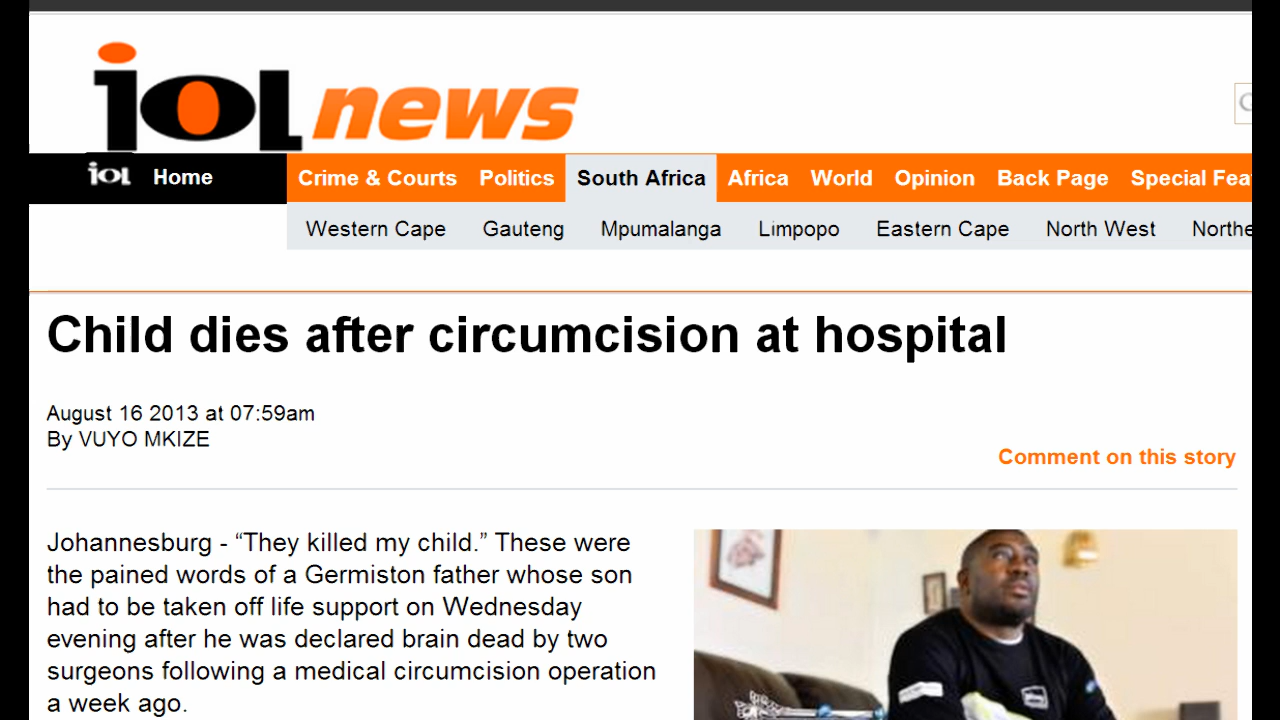 iOL news
iOL Home Crime & Courts Politics South Africa Africa World Opinion Back Page Special Fea
Western Cape Gauteng Mpumalanga Limpopo Eastern Cape North West Northe
Child dies after circumcision at hospital
August 16 2013 at 07:59am
By VUYO MKIZE
Comment on this story
Johannesburg - “They killed my child.” These were
the pained words of a Germiston father whose son
had to be taken off life support on Wednesday
evening after he was declared brain dead by two
surgeons following a medical circumcision operation
a week ago.